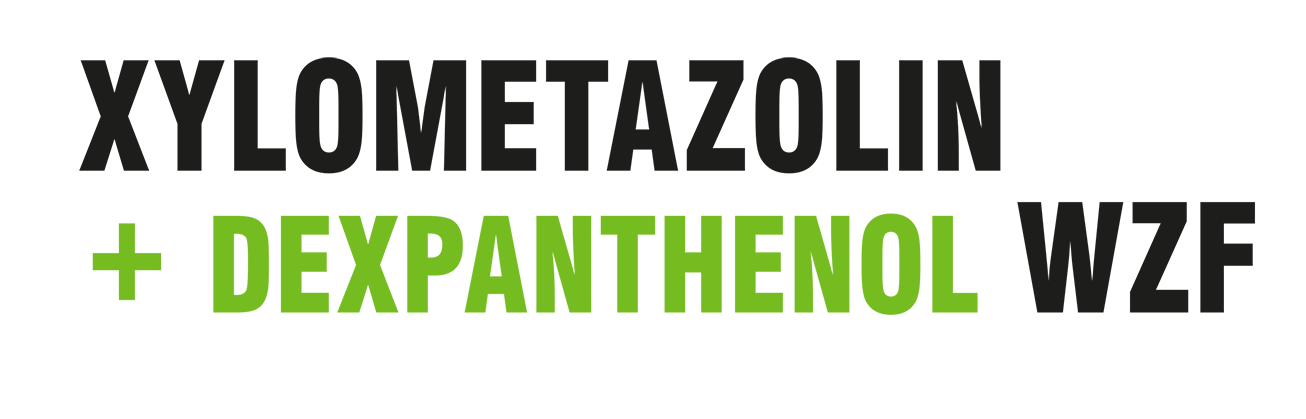 XYLOMETAZOLIN
+ DEXPANTHENOL WZF